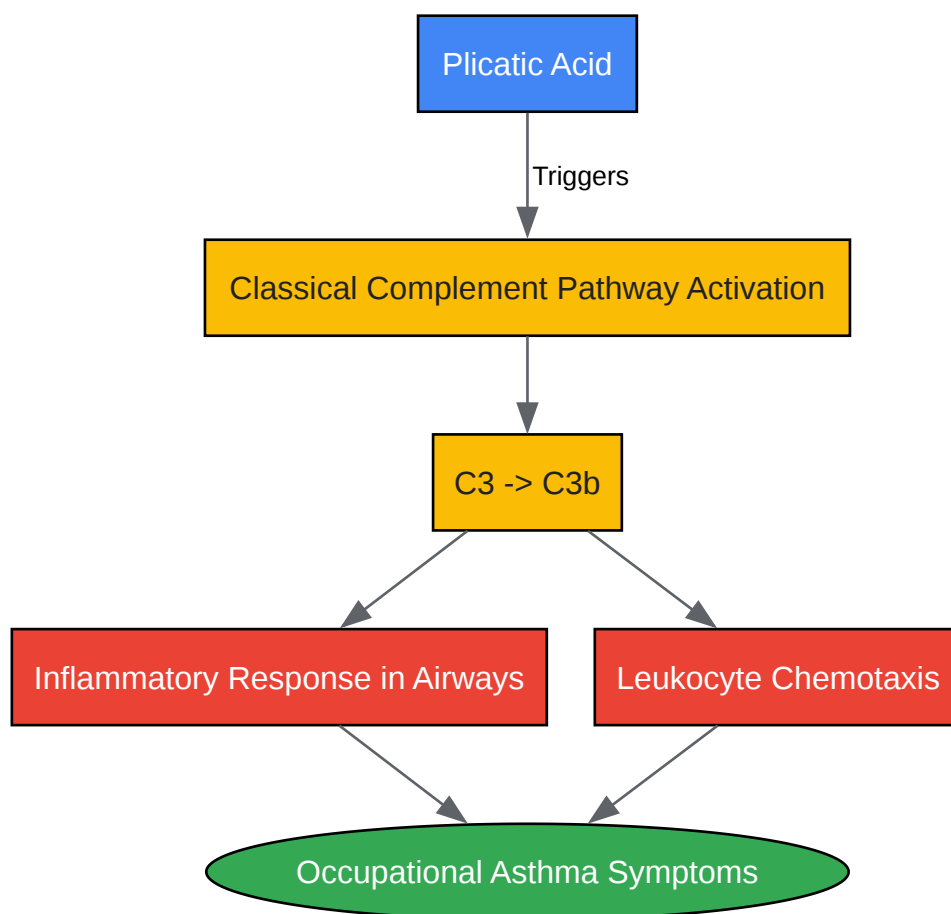 Plicatic Acid
Triggers
Classical Complement Pathway Activation
C3 -> C3b
Inflammatory Response in Airways
Leukocyte Chemotaxis
Occupational Asthma Symptoms